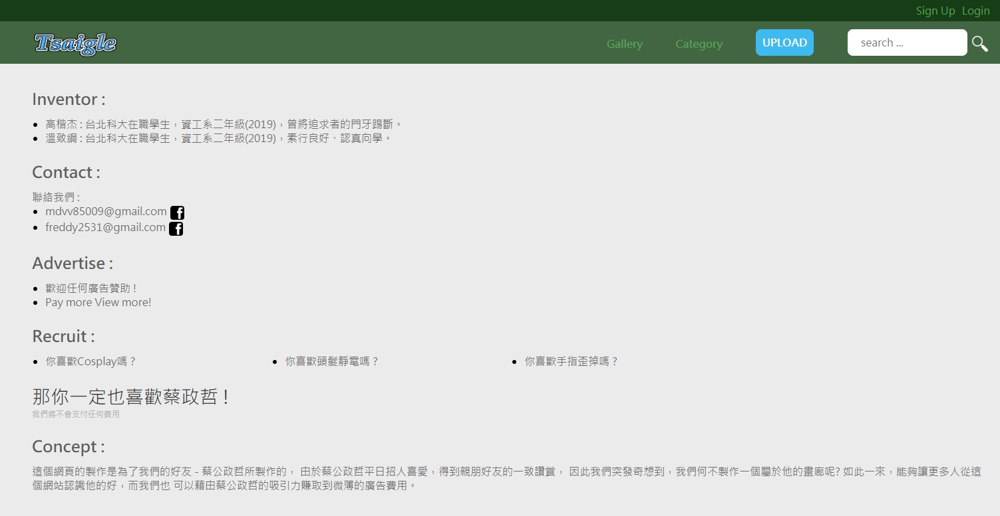 Sign Up Login
Tsaigle Gallery Category UPLOAD search ...
Inventor :
高楷杰 : 台北科大在職學生，資工系二年級(2019)，曾將追求者的門牙踢斷。
溫致綱 : 台北科大在職學生，資工系二年級(2019)，素行良好、認真向學。
Contact :
聯絡我們 :
mdvv85009@gmail.com
freddy2531@gmail.com
Advertise :
歡迎任何廣告贊助 !
Pay more View more!
Recruit :
你喜歡Cosplay嗎 ? 你喜歡頭髮靜電嗎 ? 你喜歡手指歪掉嗎 ?
那你一定也喜歡蔡政哲 !
我們將不會支付任何費用
Concept :
這個網頁的製作是為了我們的好友 - 蔡公政哲所製作的， 由於蔡公政哲平日招人喜愛，得到親朋好友的一致讚賞， 因此我們突發奇想到，我們何不製作一個屬於他的畫廊呢? 如此一來，能夠讓更多人從這
個網站認識他的好，而我們也 可以藉由蔡公政哲的吸引力賺取到微薄的廣告費用。